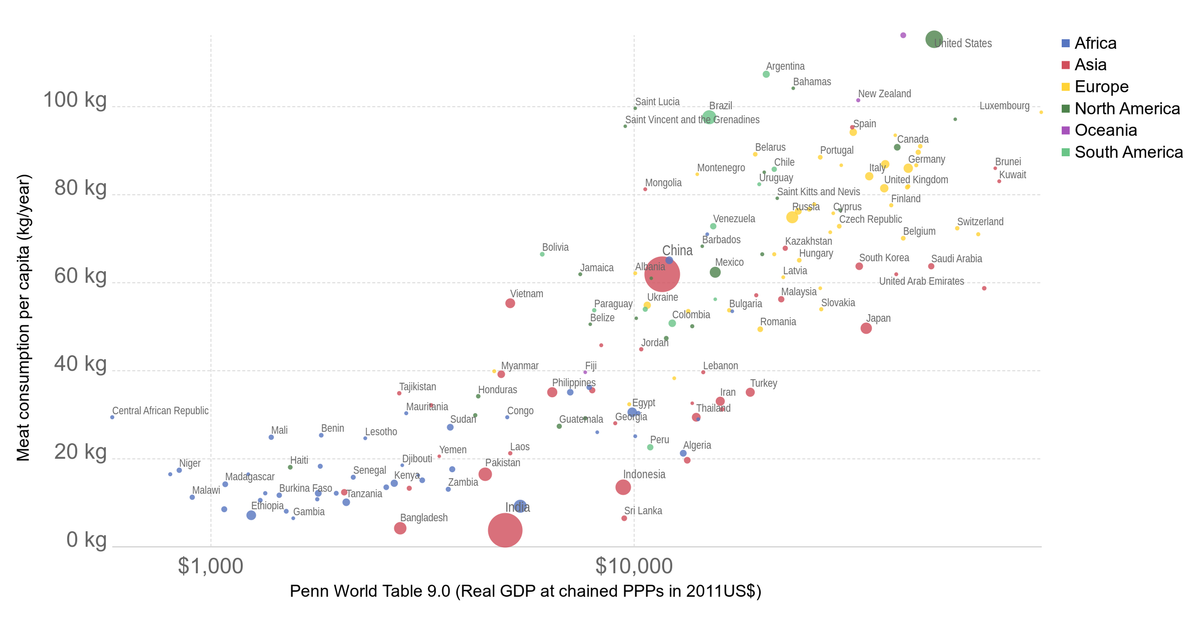 Africa
Asia
Europe
North America
Oceania
South America
United States
Argentina
Bahamas
New Zealand
Luxembourg
100 kg
Saint Lucia
Brazil
Saint Vincent and the Grenadines
Spain
Canada
Belarus
Portugal
Germany
Chile
Italy
Brunei
Montenegro
Uruguay
United Kingdom
Kuwait
Mongolia
80 kg
Saint Kitts and Nevis
Finland
Russia
Cyprus
Venezuela
Czech Republic
Switzerland
Barbados
Kazakhstan
Belgium
Bolivia
China
Hungary
Jamaica
Albania
Mexico
Latvia
South Korea
Saudi Arabia
60 kg
United Arab Emirates
Vietnam
Ukraine
Malaysia
Paraguay
Bulgaria
Slovakia
Belize
Colombia
Romania
Japan
Jordan
40 kg
Myanmar
Fiji
Lebanon
Tajikistan
Honduras
Philippines
Iran
Turkey
Central African Republic
Mauritania
Congo
Egypt
Thailand
Sudan
Guatemala
Georgia
Mali
Benin
Lesotho
Peru
Algeria
20 kg
Yemen
Laos
Niger
Haiti
Djibouti
Pakistan
Madagascar
Senegal
Kenya
Indonesia
Malawi
Burkina Faso
Tanzania
Zambia
Ethiopia
Gambia
Bangladesh
India
Sri Lanka
0 kg
$1,000
$10,000
Meat consumption per capita (kg/year)
Penn World Table 9.0 (Real GDP at chained PPPs in 2011US$)